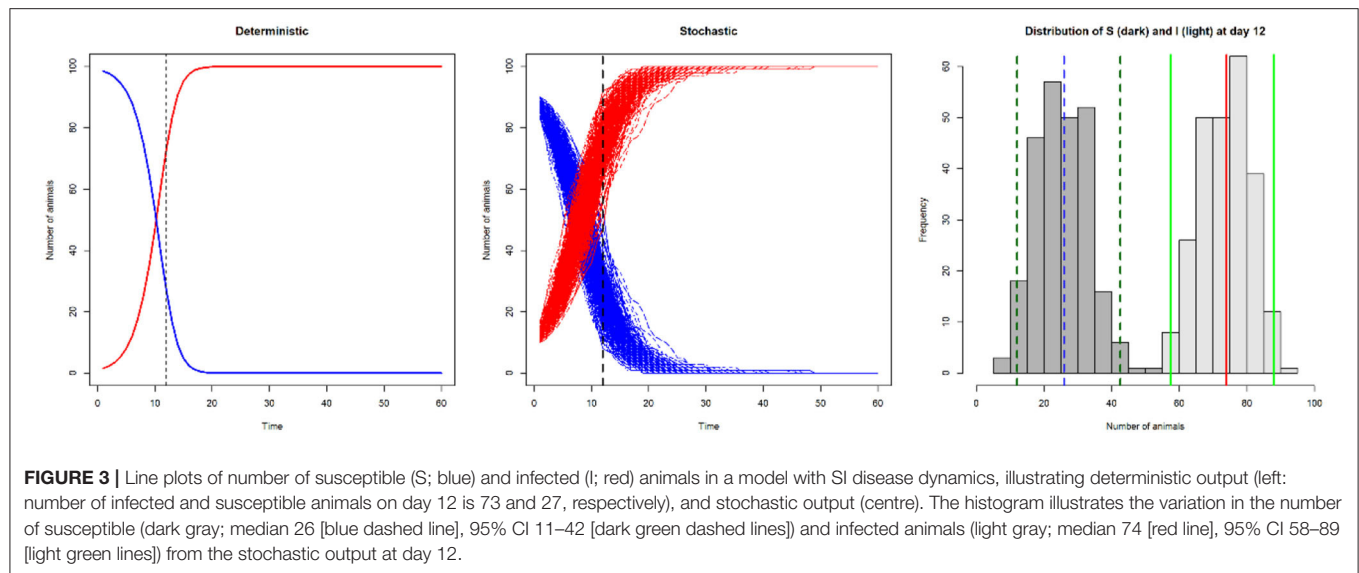 Deterministic
Stochastic
Distribution of S (dark) and I (light) at day 12
Number of animals
100
80
60
40
20
0
0 10 20 30 40 50 60
Time
Number of animals
100
80
60
40
20
0
0 10 20 30 40 50 60
Time
Frequency
60
50
40
30
20
10
0
0 20 40 60 80 100
Number of animals
FIGURE 3 | Line plots of number of susceptible (S; blue) and infected (I; red) animals in a model with SI disease dynamics, illustrating deterministic output (left:
number of infected and susceptible animals on day 12 is 73 and 27, respectively), and stochastic output (centre). The histogram illustrates the variation in the number
of susceptible (dark gray; median 26 [blue dashed line], 95% CI 11–42 [dark green dashed lines]) and infected animals (light gray; median 74 [red line], 95% CI 58–89
[light green lines]) from the stochastic output at day 12.